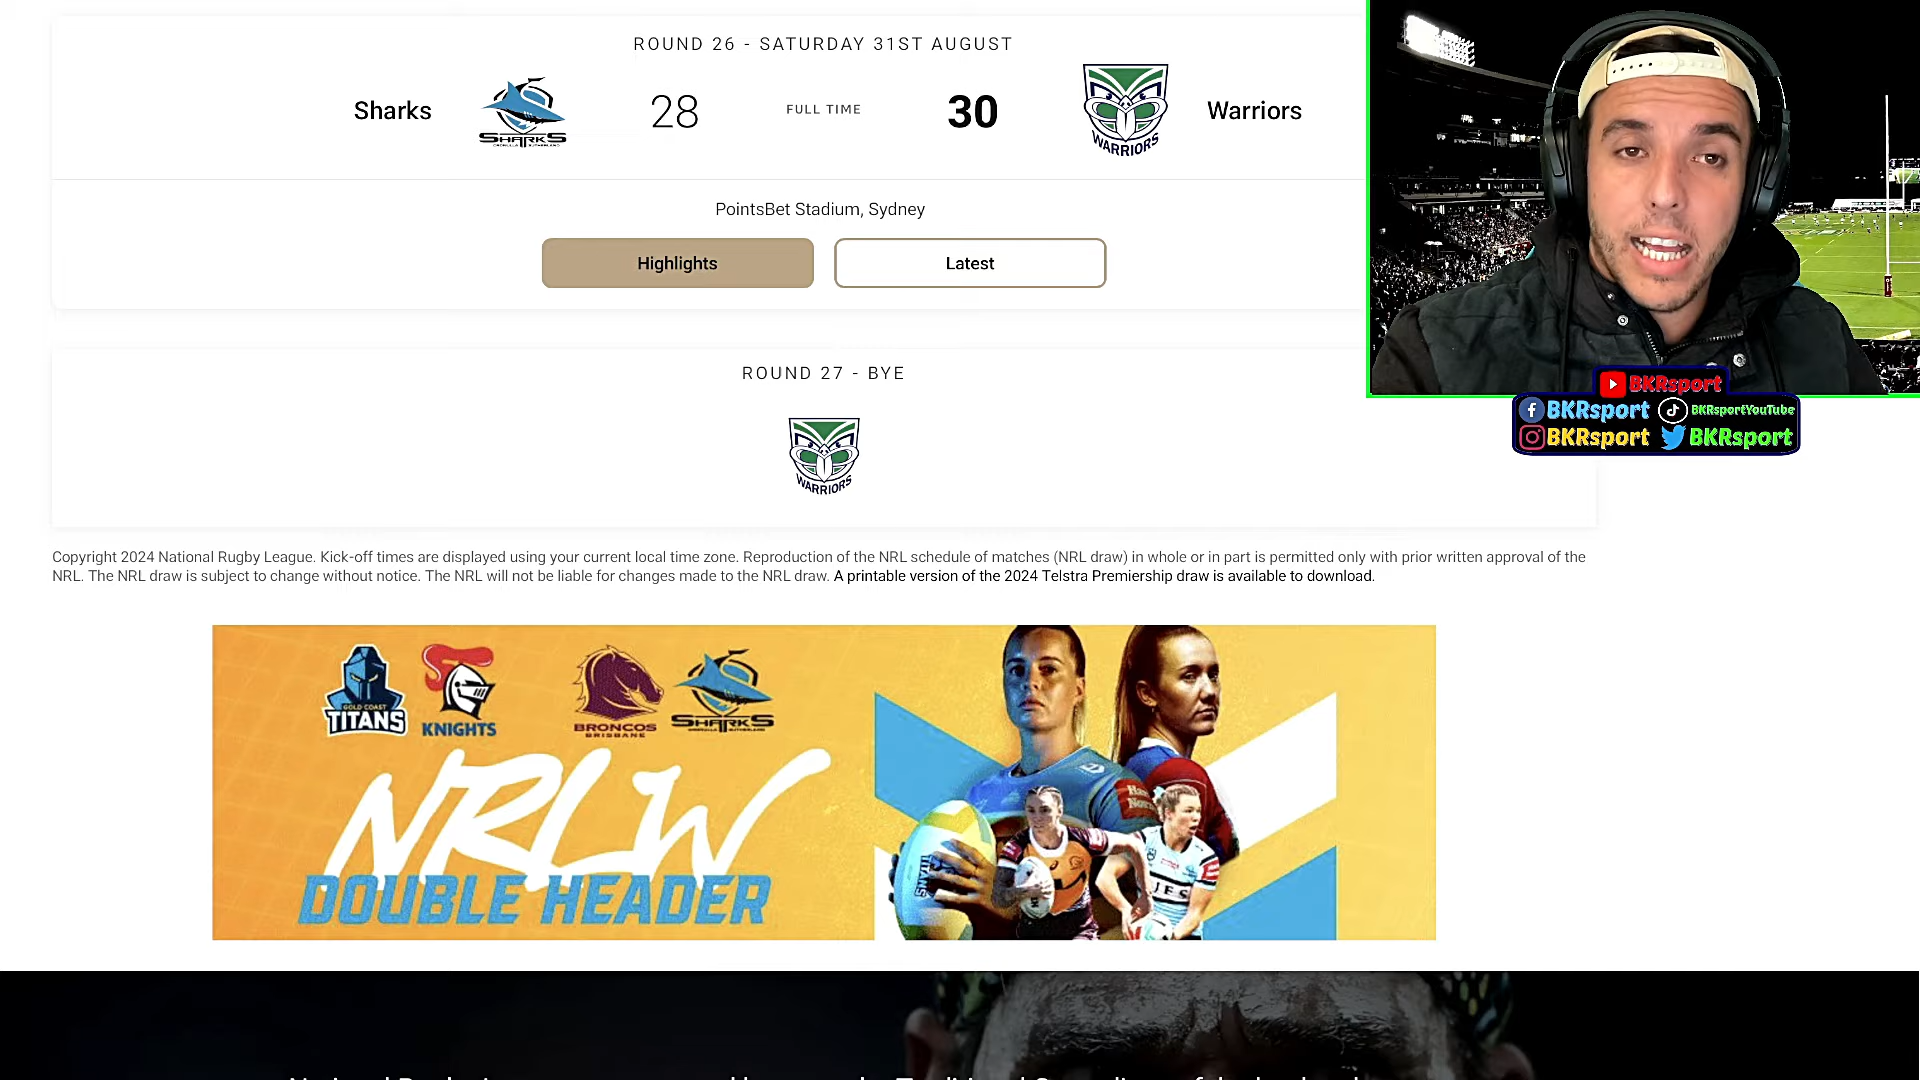 ROUND 26 - SATURDAY 31ST AUGUST
Sharks
SHARKS
28
FULL TIME
30
WARRIORS
Warriors
PointsBet Stadium, Sydney
Highlights
Latest
ROUND 27 - BYE
WARRIORS
BKRsport
BKRsport
BKRsportYouTube
BKRsport
BKRsport
Copyright 2024 National Rugby League. Kick-off times are displayed using your current local time zone. Reproduction of the NRL schedule of matches (NRL draw) in whole or in part is permitted only with prior written approval of the
NRL. The NRL draw is subject to change without notice. The NRL will not be liable for changes made to the NRL draw. A printable version of the 2024 Telstra Premiership draw is available to download.
GOLD COAST
TITANS
KNIGHTS
BRONCOS
BRISBANE
SHARKS
NRLW
DOUBLE HEADER